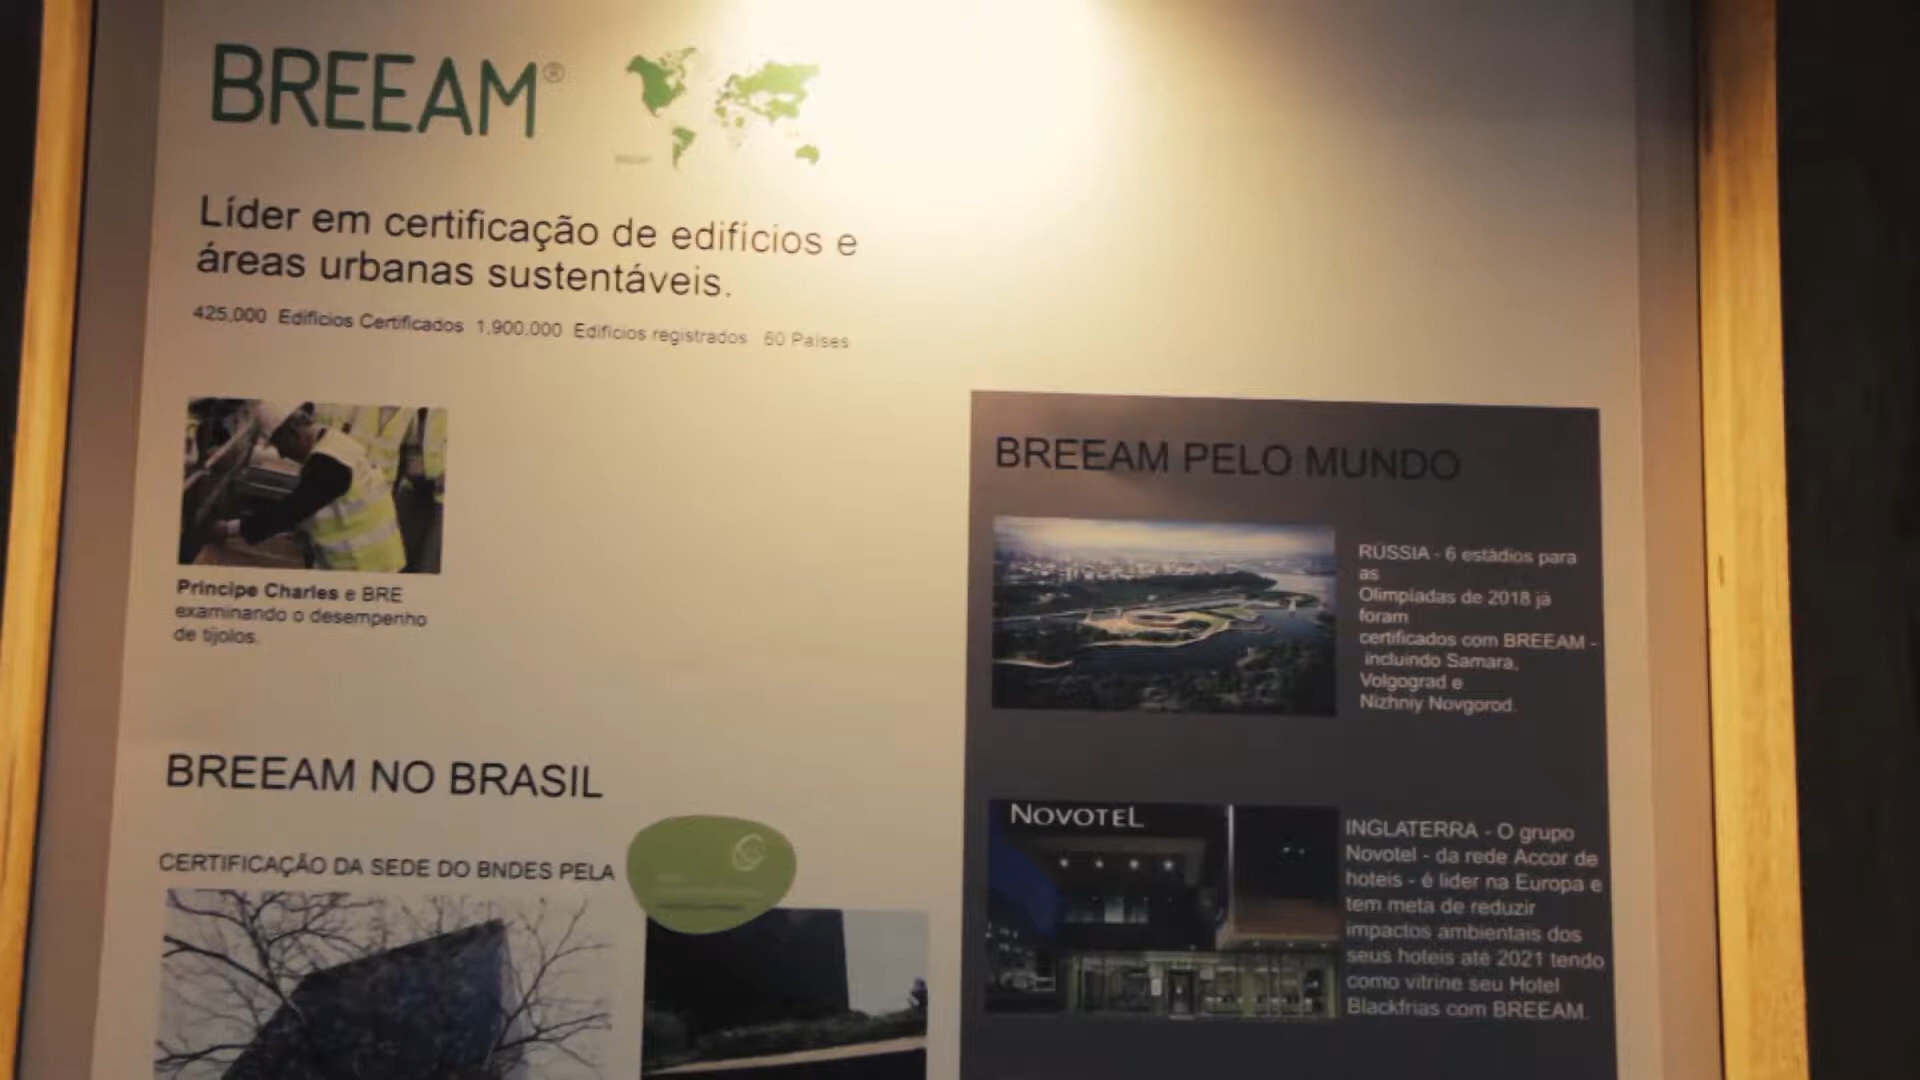 BREEAM®
Líder em certificação de edifícios e
áreas urbanas sustentáveis.
425,000 Edifícios Certificados 1,900.000 Edifícios registrados 60 Países
Príncipe Charles e BRE
examinando o desempenho
de tijolos.
BREEAM NO BRASIL
CERTIFICAÇÃO DA SEDE DO BNDES PELA
BREEAM PELO MUNDO
RÚSSIA - 6 estádios para
as
Olimpíadas de 2018 já
foram
certificados com BREEAM -
incluindo Samara,
Volgograd e
Nizhniy Novgorod.
NOVOTEL
INGLATERRA - O grupo
Novotel - da rede Accor de
hoteis - é lider na Europa e
tem meta de reduzir
impactos ambientais dos
seus hoteis até 2021 tendo
como vitrine seu Hotel
Blackfrias com BREEAM.